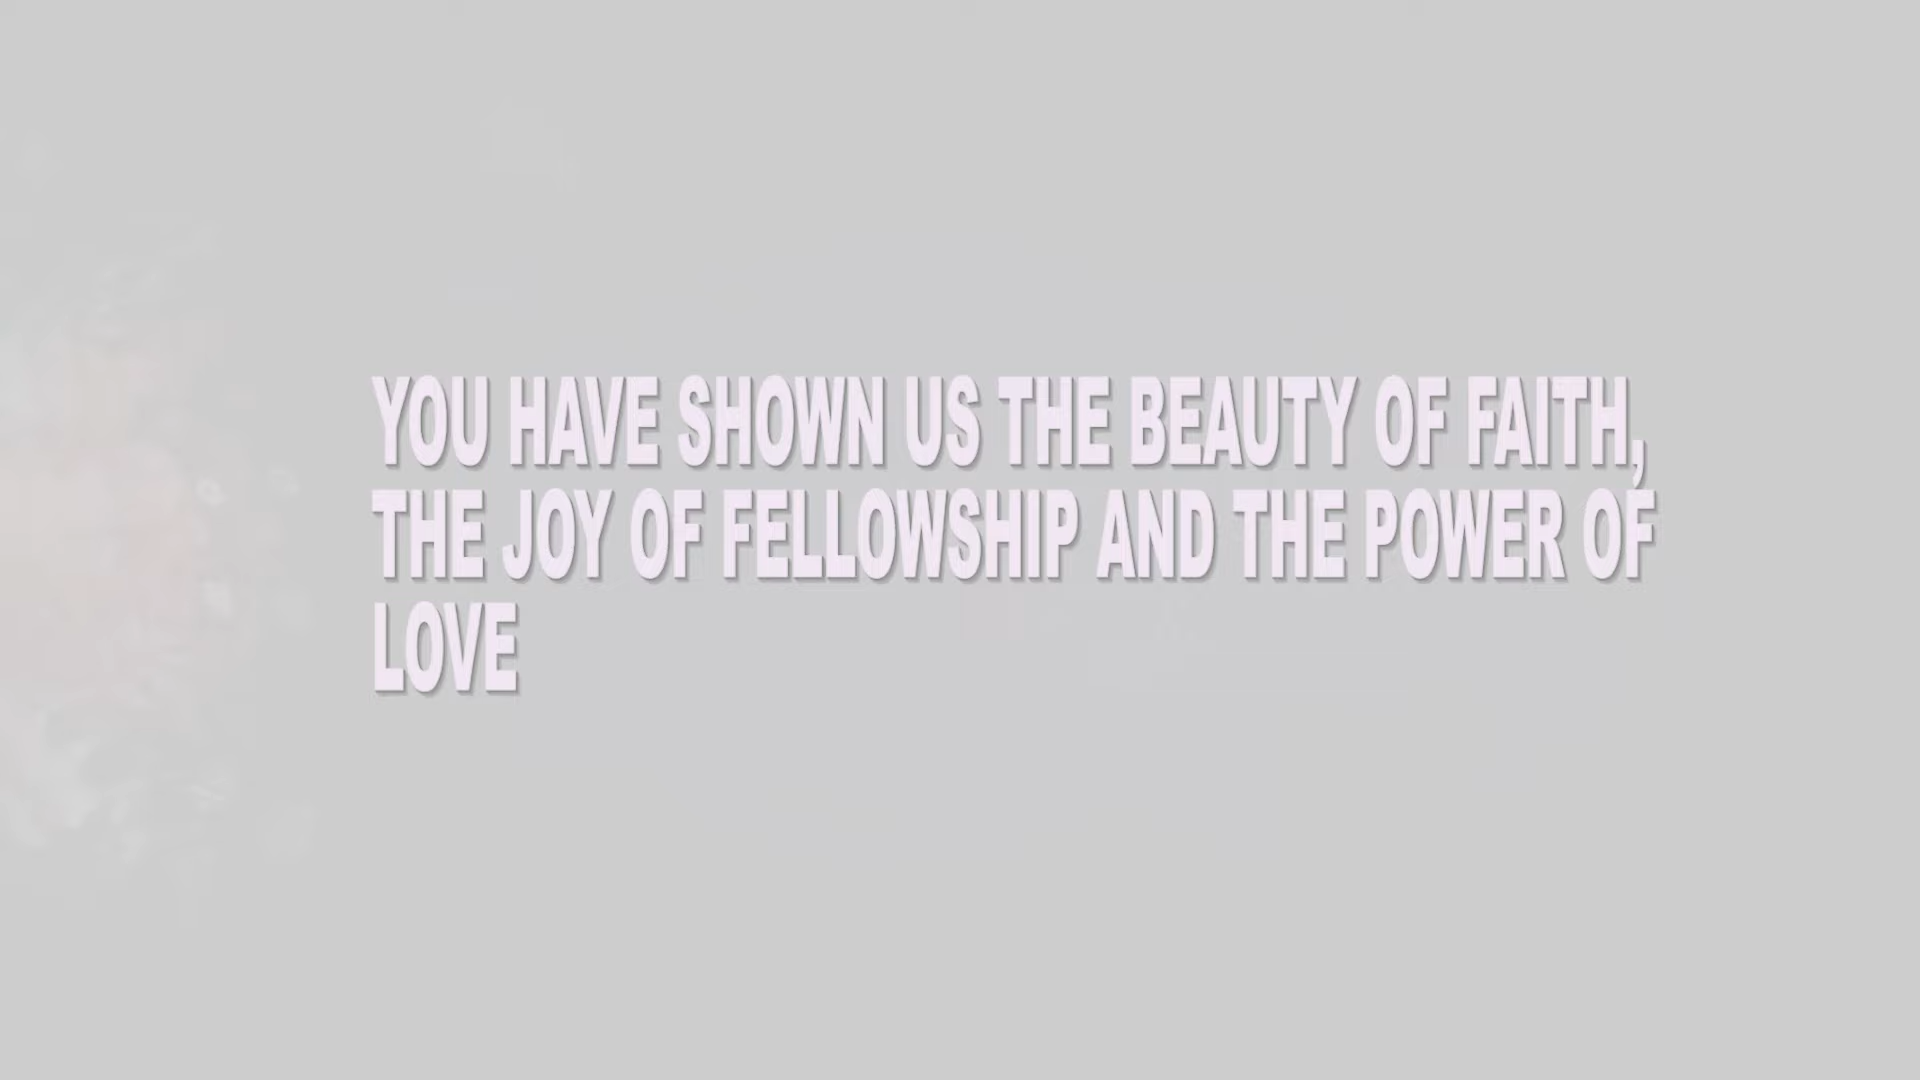 YOU HAVE SHOWN US THE BEAUTY OF FAITH,
THE JOY OF FELLOWSHIP AND THE POWER OF
LOVE